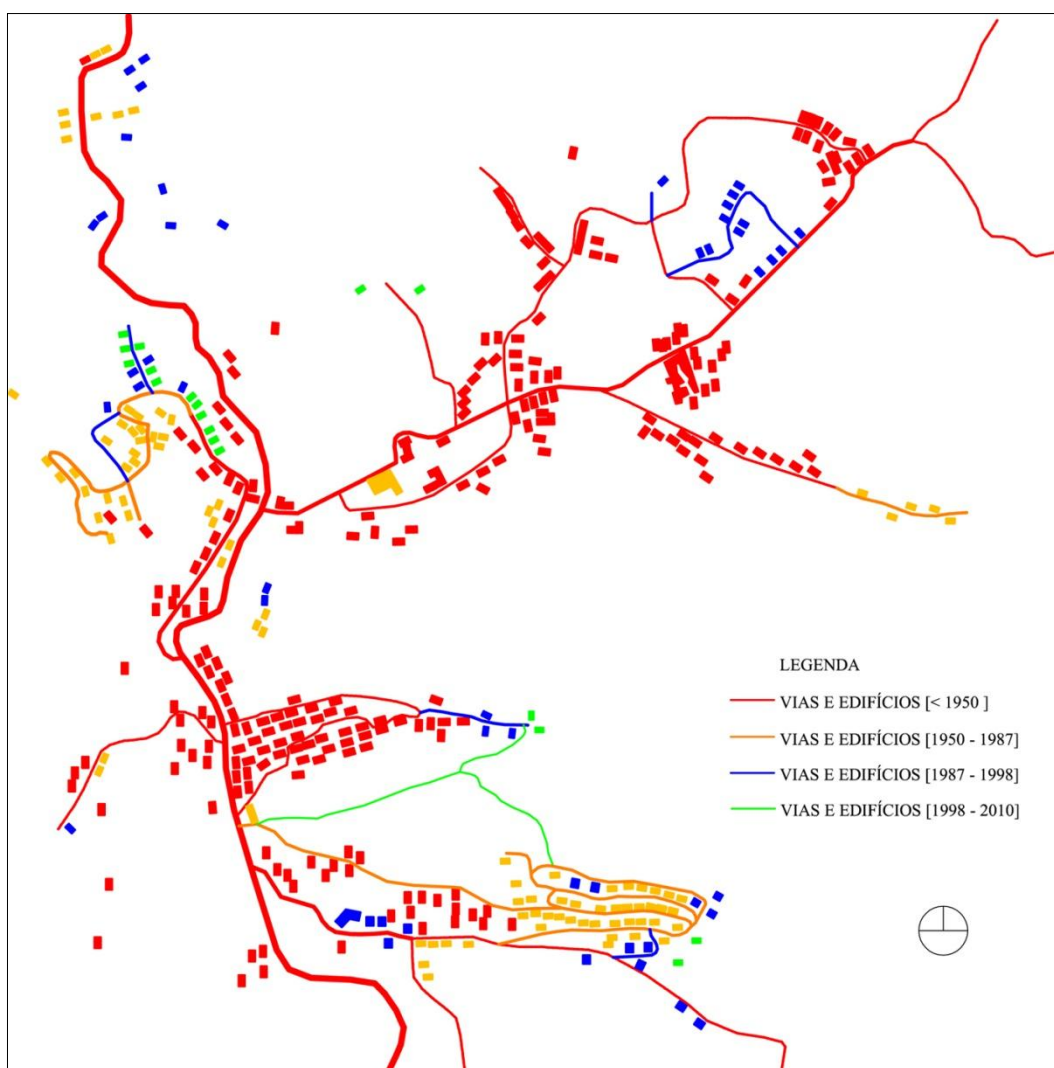 LEGENDA
VIAS E EDIFÍCIOS [< 1950 ]
VIAS E EDIFÍCIOS [1950 - 1987]
VIAS E EDIFÍCIOS [1987 - 1998]
VIAS E EDIFÍCIOS [1998 - 2010]